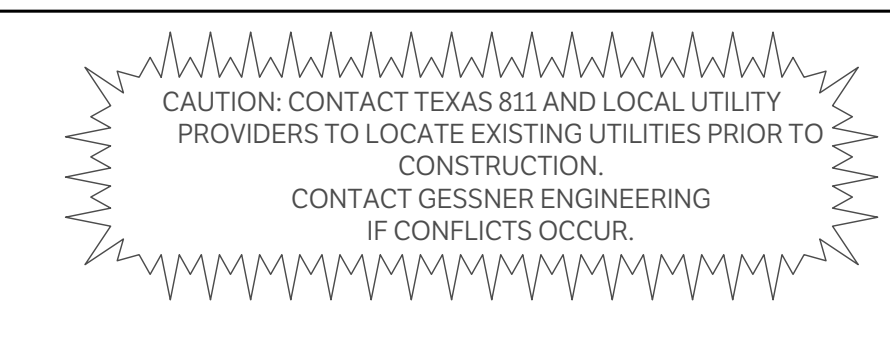 CAUTION: CONTACT TEXAS 811 AND LOCAL UTILITY
PROVIDERS TO LOCATE EXISTING UTILITIES PRIOR TO
CONSTRUCTION.
CONTACT GESSNER ENGINEERING
IF CONFLICTS OCCUR.